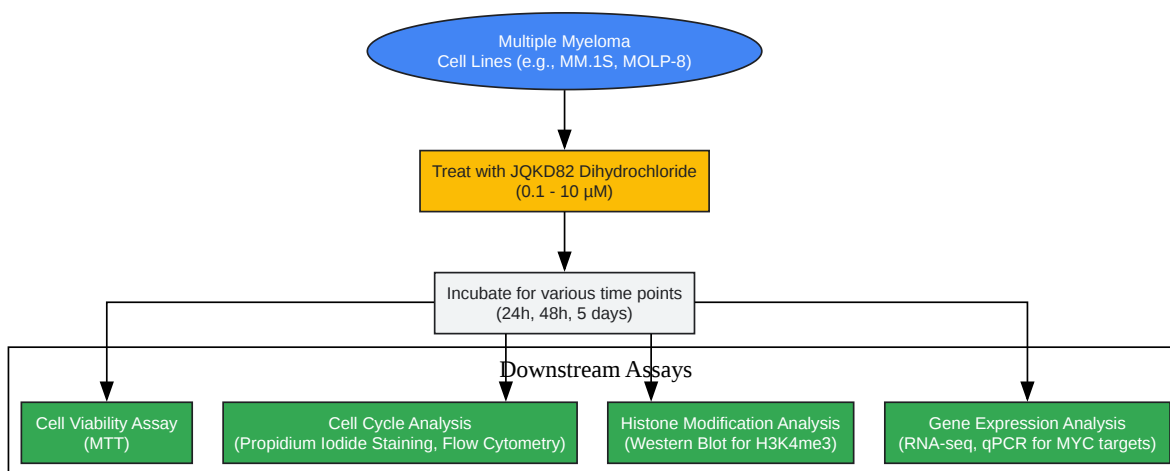 Multiple Myeloma
Cell Lines (e.g., MM.1S, MOLP-8)
Treat with JQKD82 Dihydrochloride
(0.1 - 10 µM)
Incubate for various time points
(24h, 48h, 5 days)
Downstream Assays
Cell Viability Assay
(MTT)
Cell Cycle Analysis
(Propidium Iodide Staining, Flow Cytometry)
Histone Modification Analysis
(Western Blot for H3K4me3)
Gene Expression Analysis
(RNA-seq, qPCR for MYC targets)